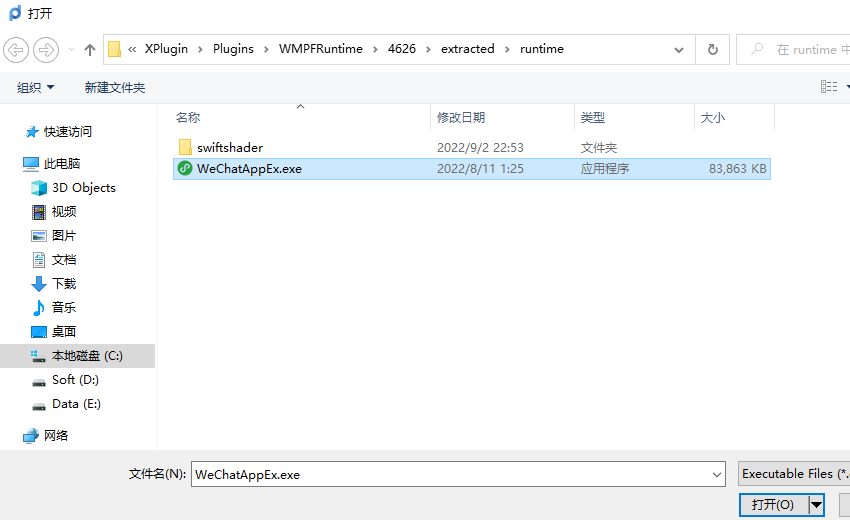 打开
« XPlugin › Plugins › WMPFRuntime › 4626 › extracted › runtime
在 runtime 中
组织 新建文件夹
名称 修改日期 类型 大小
快速访问
swiftshader 2022/9/2 22:53 文件夹
此电脑
WeChatAppEx.exe 2022/8/11 1:25 应用程序 83,863 KB
3D Objects
视频
图片
文档
下载
音乐
桌面
本地磁盘 (C:)
Soft (D:)
Data (E:)
网络
文件名(N): WeChatAppEx.exe Executable Files (*.
打开(O)